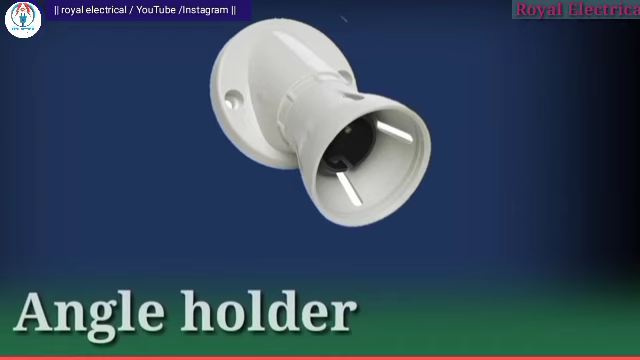 || royal electrical / YouTube /Instagram ||
Royal Electrica
Angle holder